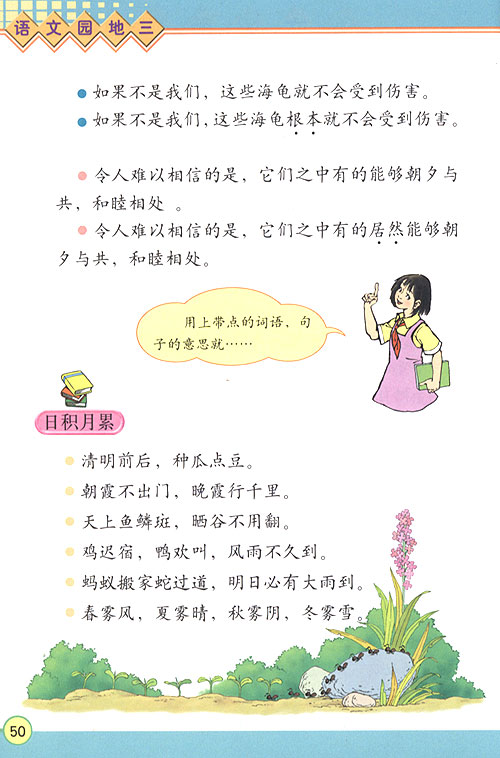 语文园地三
如果不是我们，这些海龟就不会受到伤害。
如果不是我们，这些海龟根本就不会受到伤害。
令人难以相信的是，它们之中有的能够朝夕与
共，和睦相处 。
令人难以相信的是，它们之中有的居然能够朝
夕与共，和睦相处。
用上带点的词语，句
子的意思就……
日积月累
清明前后，种瓜点豆。
朝霞不出门，晚霞行千里。
天上鱼鳞斑，晒谷不用翻。
鸡迟宿，鸭欢叫，风雨不久到。
蚂蚁搬家蛇过道，明日必有大雨到。
春雾风，夏雾晴，秋雾阴，冬雾雪。
50